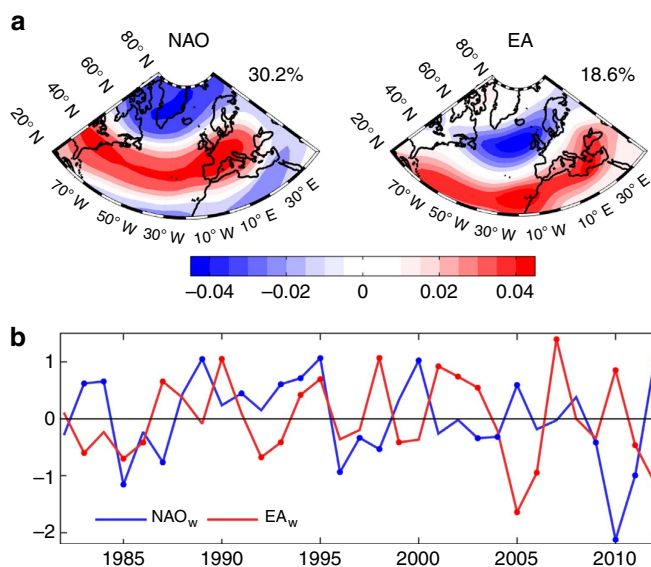 a
NAO
EA
30.2%
18.6%
80° N
60° N
40° N
20° N
70° W
50° W
30° W
10° W
10° E
30° E
80° N
60° N
40° N
20° N
70° W
50° W
30° W
10° W
10° E
30° E
−0.04 −0.02 0 0.02 0.04
b
1
0
−1
−2
NAOw EAw
1985 1990 1995 2000 2005 2010